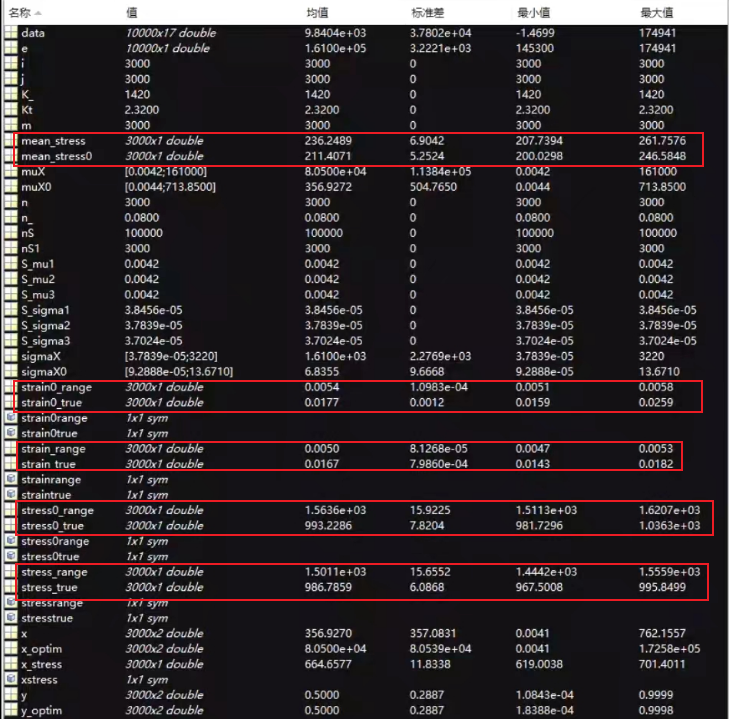 名称 值 均值 标准差 最小值 最大值
data 10000x17 double 9.8404e+03 3.7802e+04 -1.4699 174941
e 10000x1 double 1.6100e+05 3.2221e+03 145300 174941
i 3000 3000 0 3000 3000
j 3000 3000 0 3000 3000
K_ 1420 1420 0 1420 1420
Kt 2.3200 2.3200 0 2.3200 2.3200
m 3000 3000 0 3000 3000
mean_stress 3000x1 double 236.2489 6.9042 207.7394 261.7576
mean_stress0 3000x1 double 211.4071 5.2524 200.0298 246.5848
muX [0.0042;161000] 8.0500e+04 1.1384e+05 0.0042 161000
muX0 [0.0044;713.8500] 356.9272 504.7650 0.0044 713.8500
n 3000 3000 0 3000 3000
n_ 0.0800 0.0800 0 0.0800 0.0800
nS 100000 100000 0 100000 100000
nS1 3000 3000 0 3000 3000
S_mu1 0.0042 0.0042 0 0.0042 0.0042
S_mu2 0.0042 0.0042 0 0.0042 0.0042
S_mu3 0.0042 0.0042 0 0.0042 0.0042
S_sigma1 3.8456e-05 3.8456e-05 0 3.8456e-05 3.8456e-05
S_sigma2 3.7839e-05 3.7839e-05 0 3.7839e-05 3.7839e-05
S_sigma3 3.7024e-05 3.7024e-05 0 3.7024e-05 3.7024e-05
sigmaX [3.7839e-05;3220] 1.6100e+03 2.2769e+03 3.7839e-05 3220
sigmaX0 [9.2888e-05;13.6710] 6.8355 9.6668 9.2888e-05 13.6710
strain0_range 3000x1 double 0.0054 1.0983e-04 0.0051 0.0058
strain0_true 3000x1 double 0.0177 0.0012 0.0159 0.0259
strain0range 1x1 sym
strain0true 1x1 sym
strain_range 3000x1 double 0.0050 8.1268e-05 0.0047 0.0053
strain_true 3000x1 double 0.0167 7.9860e-04 0.0143 0.0182
strainrange 1x1 sym
straintrue 1x1 sym
stress0_range 3000x1 double 1.5636e+03 15.9225 1.5113e+03 1.6207e+03
stress0_true 3000x1 double 993.2286 7.8204 981.7296 1.0363e+03
stress0range 1x1 sym
stress0true 1x1 sym
stress_range 3000x1 double 1.5011e+03 15.6552 1.4442e+03 1.5559e+03
stress_true 3000x1 double 986.7859 6.0868 967.5008 995.8499
stressrange 1x1 sym
stresstrue 1x1 sym
x 3000x2 double 356.9270 357.0831 0.0041 762.1557
x_optim 3000x2 double 8.0500e+04 8.0539e+04 0.0041 1.7258e+05
x_stress 3000x1 double 664.6577 11.8338 619.0038 701.4011
xstress 1x1 sym
y 3000x2 double 0.5000 0.2887 1.0843e-04 0.9999
y_optim 3000x2 double 0.5000 0.2887 1.8388e-04 0.9998